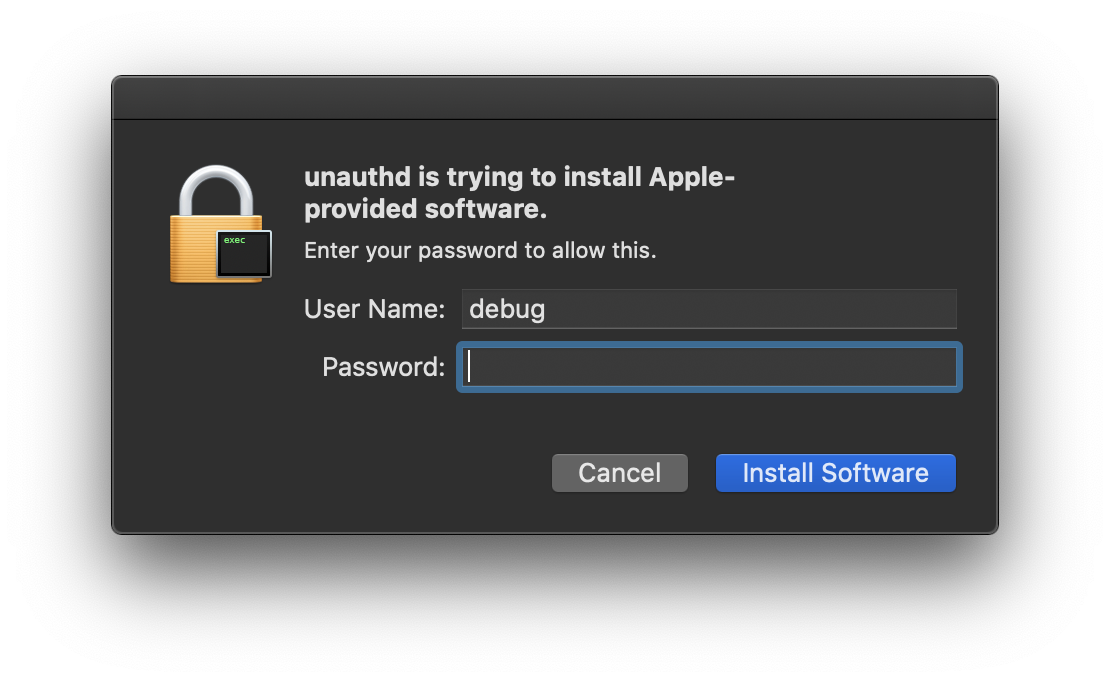 unauthd is trying to install Apple-
provided software.
exec
Enter your password to allow this.
User Name: debug
Password:
Cancel Install Software